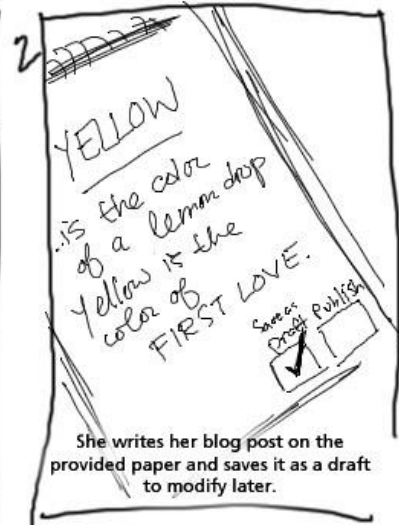 2
YELLOW
..is the color
of a lemon drop
Yellow is the
color of
FIRST LOVE.
Save as
Draft Publish
She writes her blog post on the
provided paper and saves it as a draft
to modify later.